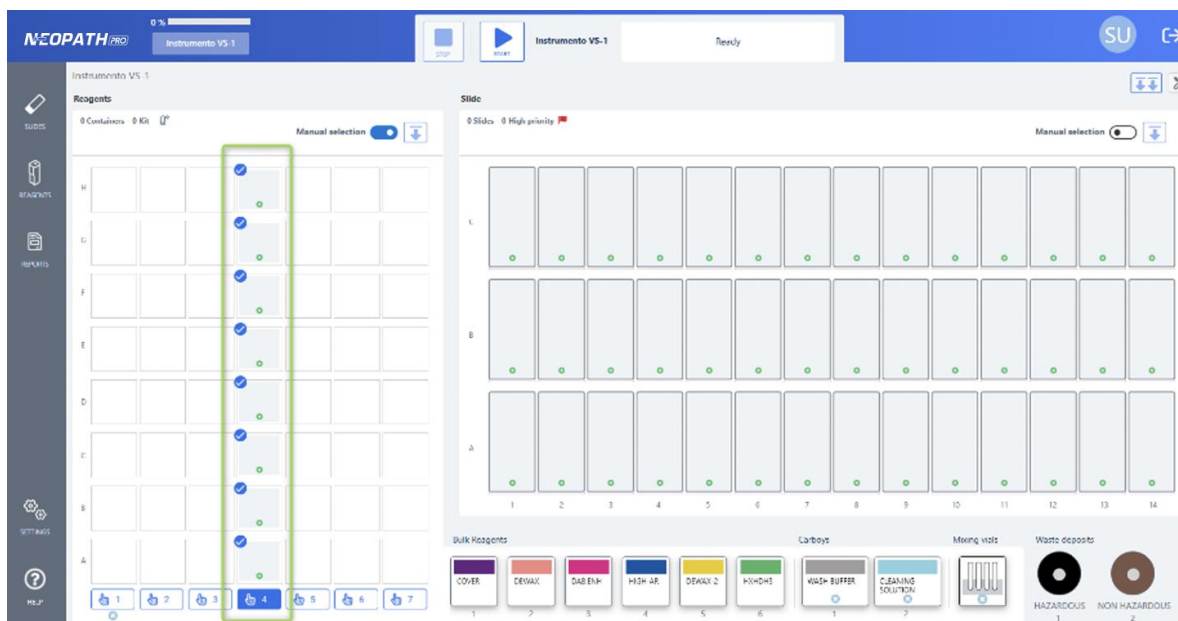 0 %
NEOPATH PRO
Instrumento VS-1
STOP
START
Instrumento VS-1
Ready
SU
Instrumento VS-1
Reagents
Slide
0 Containers 0 Kit
Manual selection
0 Slides 0 High priority
Manual selection
SLIDES
REAGENTS
REPORTS
SETTINGS
HELP
H
G
F
E
D
C
B
A
1 2 3 4 5 6 7
C
B
A
1 2 3 4 5 6 7 8 9 10 11 12 13 14
Bulk Reagents
Carboys
Mixing vials
Waste deposits
COVER
DEWAX
DAB.ENH
HIGH AR
DEWAX 2
HXHDHS
WASH BUFFER
CLEANING
SOLUTION
HAZARDOUS
NON HAZARDOUS
1 2 3 4 5 6
1 2
1 2